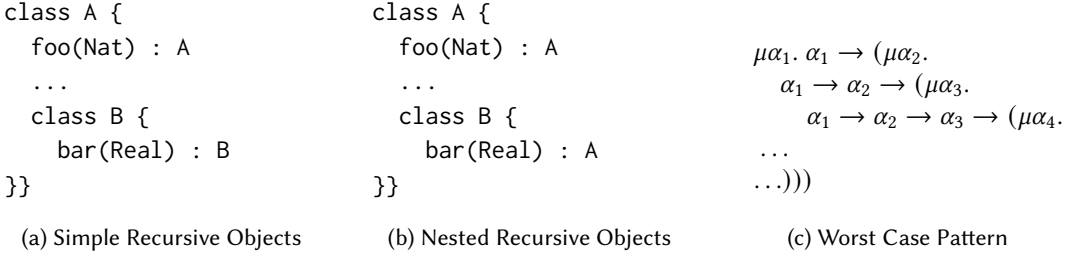 class A {
foo(Nat) : A
...
class B {
bar(Real) : B
}}
(a) Simple Recursive Objects
class A {
foo(Nat) : A
...
class B {
bar(Real) : A
}}
(b) Nested Recursive Objects
μα₁. α₁ → (μα₂.
α₁ → α₂ → (μα₃.
α₁ → α₂ → α₃ → (μα₄.
...
...)))
(c) Worst Case Pattern